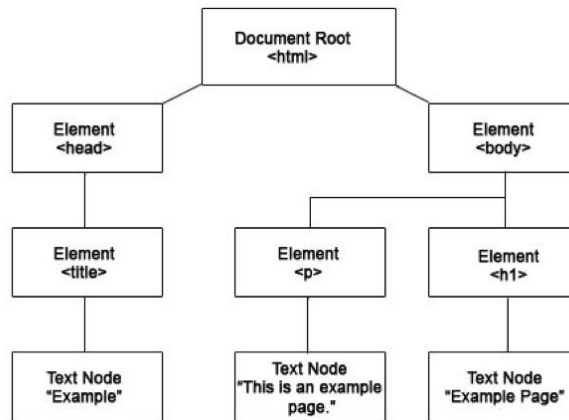 Document Root
<html>
Element
<head>
Element
<body>
Element
<title>
Element
<p>
Element
<h1>
Text Node
"Example"
Text Node
"This is an example
page."
Text Node
"Example Page"